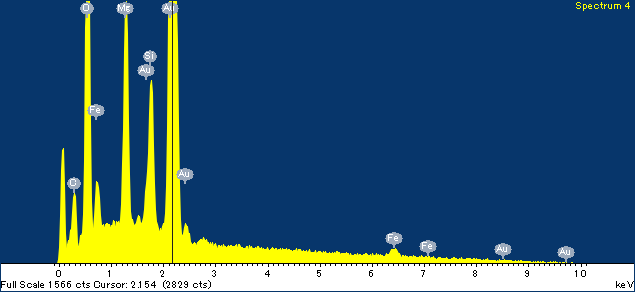 Spectrum 4
O Mg Au
Si
Au
Fe
Au
O
Fe Fe Au Au
0 1 2 3 4 5 6 7 8 9 10
Full Scale 1566 cts Cursor: 2.154 (2829 cts) keV